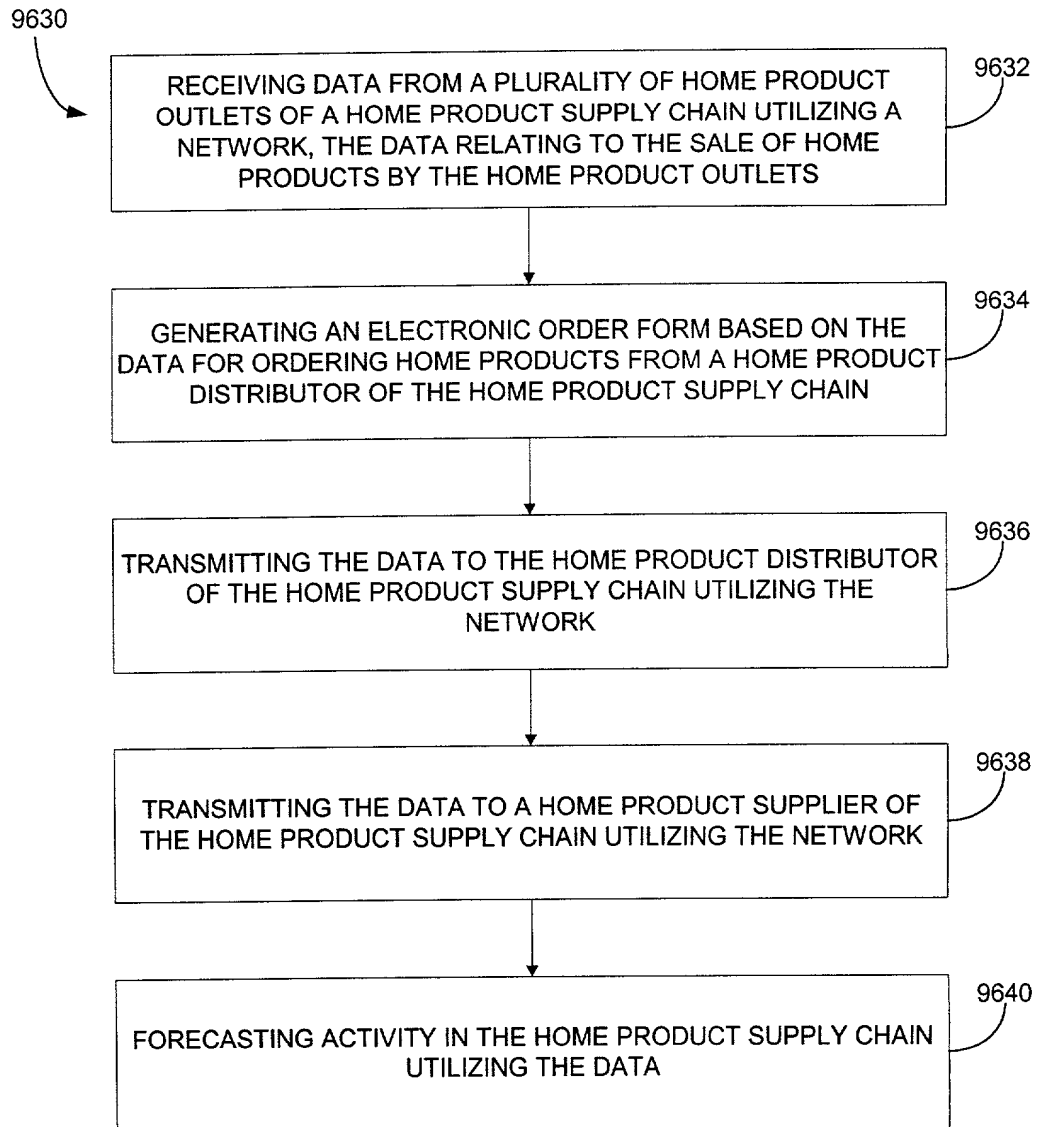 9630
RECEIVING DATA FROM A PLURALITY OF HOME PRODUCT
OUTLETS OF A HOME PRODUCT SUPPLY CHAIN UTILIZING A
NETWORK, THE DATA RELATING TO THE SALE OF HOME
PRODUCTS BY THE HOME PRODUCT OUTLETS
9632
GENERATING AN ELECTRONIC ORDER FORM BASED ON THE
DATA FOR ORDERING HOME PRODUCTS FROM A HOME PRODUCT
DISTRIBUTOR OF THE HOME PRODUCT SUPPLY CHAIN
9634
TRANSMITTING THE DATA TO THE HOME PRODUCT DISTRIBUTOR
OF THE HOME PRODUCT SUPPLY CHAIN UTILIZING THE
NETWORK
9636
TRANSMITTING THE DATA TO A HOME PRODUCT SUPPLIER OF
THE HOME PRODUCT SUPPLY CHAIN UTILIZING THE NETWORK
9638
FORECASTING ACTIVITY IN THE HOME PRODUCT SUPPLY CHAIN
UTILIZING THE DATA
9640